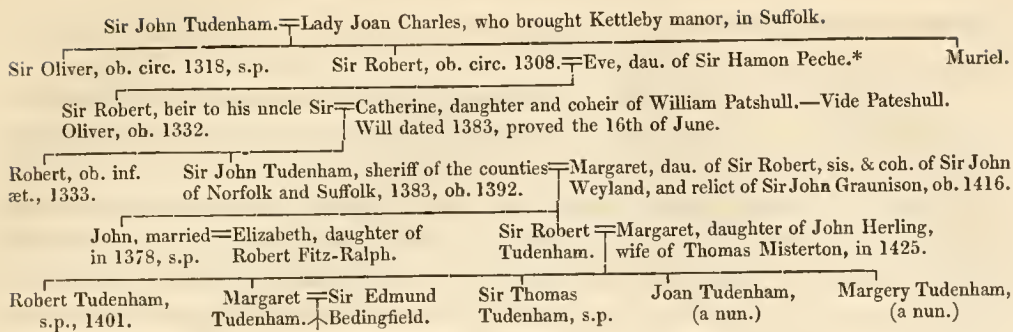 Sir John Tudenham.=Lady Joan Charles, who brought Kettleby manor, in Suffolk.
Sir Oliver, ob. circ. 1318, s.p. Sir Robert, ob. circ. 1308.=Eve, dau. of Sir Hamon Peche.* Muriel.
Sir Robert, heir to his uncle Sir=Catherine, daughter and coheir of William Patshull.—Vide Pateshull.
Oliver, ob. 1332. Will dated 1383, proved the 16th of June.
Robert, ob. inf. Sir John Tudenham, sheriff of the counties=Margaret, dau. of Sir Robert, sis. & coh. of Sir John
æt., 1333. of Norfolk and Suffolk, 1383, ob. 1392. Weyland, and relict of Sir John Graunison, ob. 1416.
John, married=Elizabeth, daughter of Sir Robert=Margaret, daughter of John Herling,
in 1378, s.p. Robert Fitz-Ralph. Tudenham. wife of Thomas Misterton, in 1425.
Robert Tudenham, Margaret=Sir Edmund Sir Thomas Joan Tudenham, Margery Tudenham,
s.p., 1401. Tudenham. Bedingfield. Tudenham, s.p. (a nun.) (a nun.)